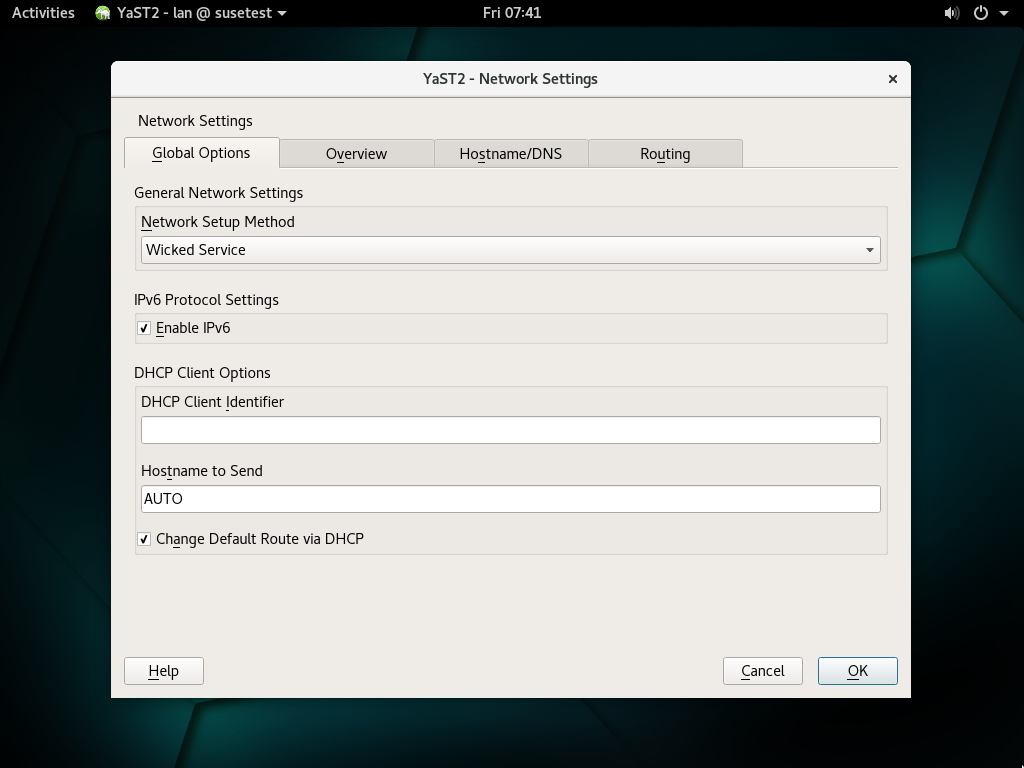 Activities YaST2 - lan @ susetest Fri 07:41
YaST2 - Network Settings
Network Settings
Global Options Overview Hostname/DNS Routing
General Network Settings
Network Setup Method
Wicked Service
IPv6 Protocol Settings
Enable IPv6
DHCP Client Options
DHCP Client Identifier
Hostname to Send
AUTO
Change Default Route via DHCP
Help Cancel OK